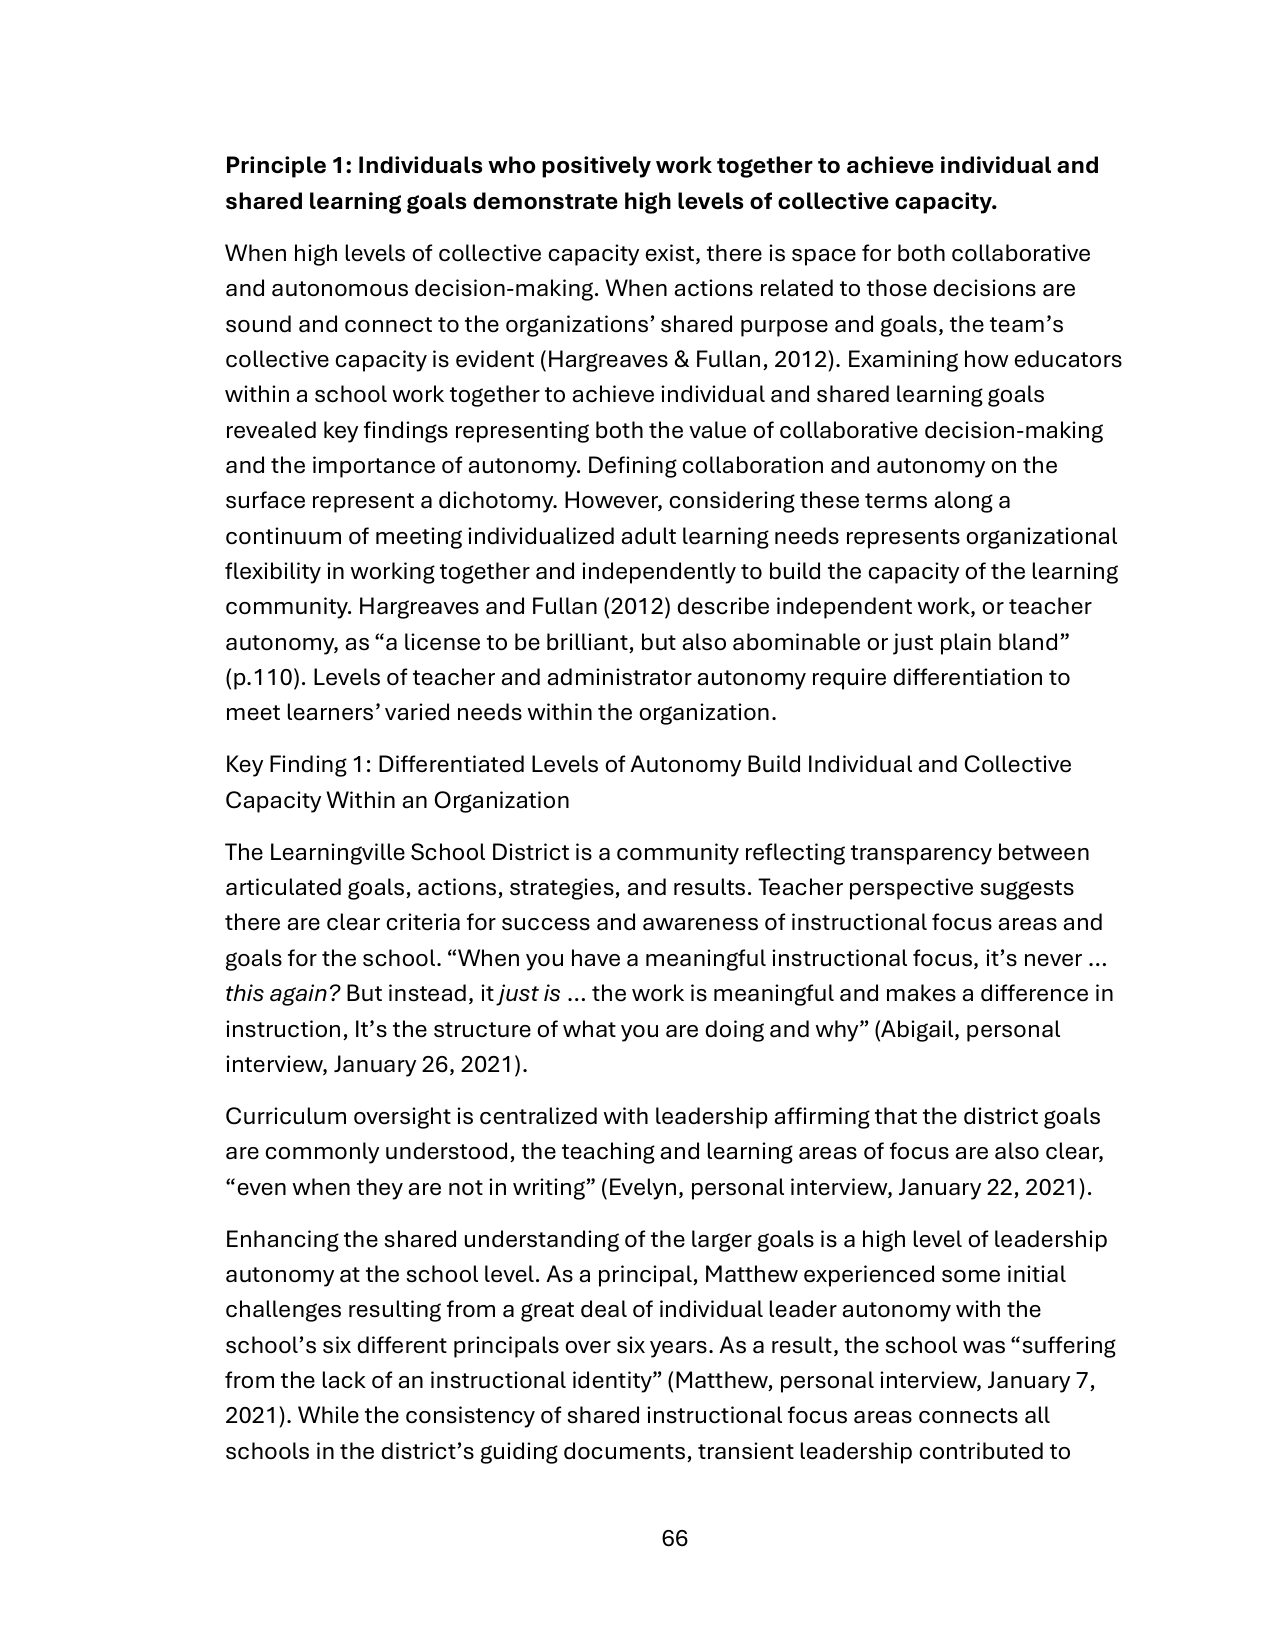 Principle 1: Individuals who positively work together to achieve individual and
shared learning goals demonstrate high levels of collective capacity.
When high levels of collective capacity exist, there is space for both collaborative
and autonomous decision-making. When actions related to those decisions are
sound and connect to the organizations’ shared purpose and goals, the team’s
collective capacity is evident (Hargreaves & Fullan, 2012). Examining how educators
within a school work together to achieve individual and shared learning goals
revealed key findings representing both the value of collaborative decision-making
and the importance of autonomy. Defining collaboration and autonomy on the
surface represent a dichotomy. However, considering these terms along a
continuum of meeting individualized adult learning needs represents organizational
flexibility in working together and independently to build the capacity of the learning
community. Hargreaves and Fullan (2012) describe independent work, or teacher
autonomy, as “a license to be brilliant, but also abominable or just plain bland”
(p.110). Levels of teacher and administrator autonomy require differentiation to
meet learners’ varied needs within the organization.
Key Finding 1: Differentiated Levels of Autonomy Build Individual and Collective
Capacity Within an Organization
The Learningville School District is a community reflecting transparency between
articulated goals, actions, strategies, and results. Teacher perspective suggests
there are clear criteria for success and awareness of instructional focus areas and
goals for the school. “When you have a meaningful instructional focus, it’s never ...
this again? But instead, it just is ... the work is meaningful and makes a difference in
instruction, It’s the structure of what you are doing and why” (Abigail, personal
interview, January 26, 2021).
Curriculum oversight is centralized with leadership affirming that the district goals
are commonly understood, the teaching and learning areas of focus are also clear,
“even when they are not in writing” (Evelyn, personal interview, January 22, 2021).
Enhancing the shared understanding of the larger goals is a high level of leadership
autonomy at the school level. As a principal, Matthew experienced some initial
challenges resulting from a great deal of individual leader autonomy with the
school’s six different principals over six years. As a result, the school was “suffering
from the lack of an instructional identity” (Matthew, personal interview, January 7,
2021). While the consistency of shared instructional focus areas connects all
schools in the district’s guiding documents, transient leadership contributed to
66